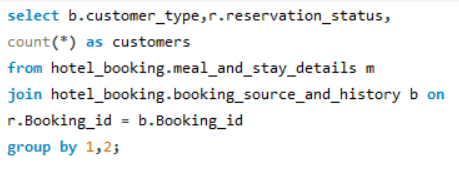 select b.customer_type,r.reservation_status,
count(*) as customers
from hotel_booking.meal_and_stay_details m
join hotel_booking.booking_source_and_history b on
r.Booking_id = b.Booking_id
group by 1,2;